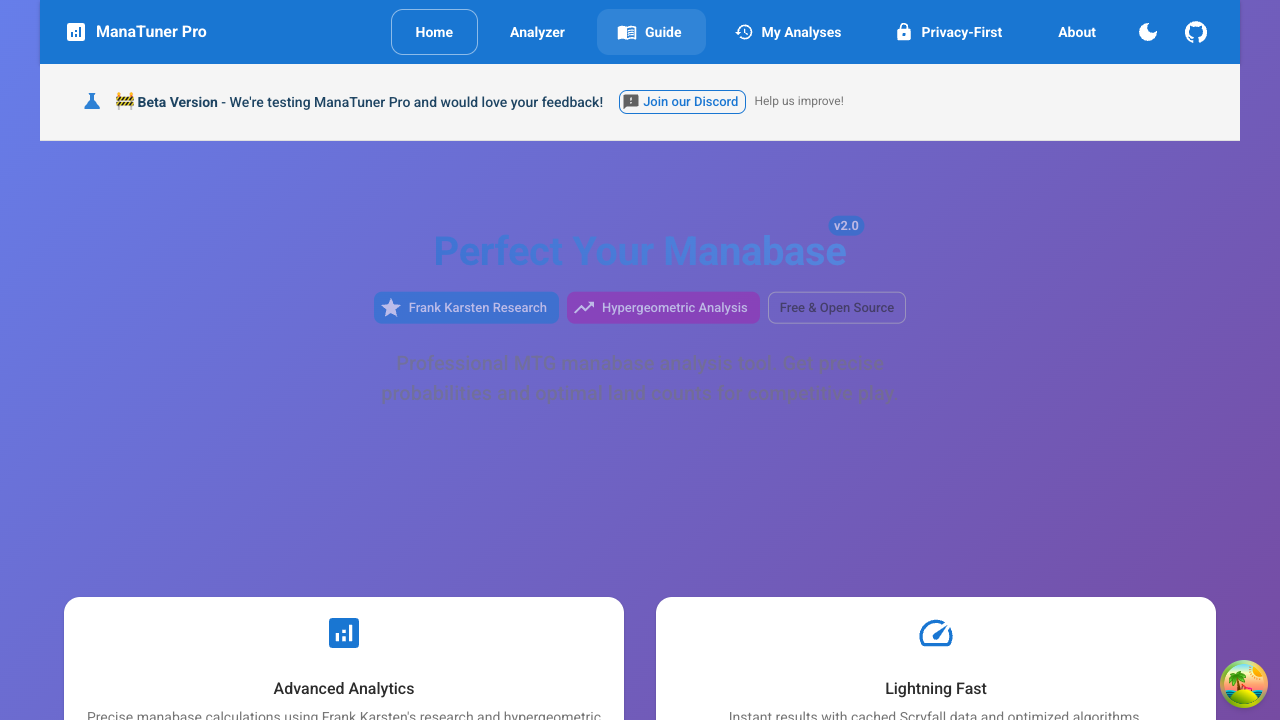 ManaTuner Pro
Home
Analyzer
Guide
My Analyses
Privacy-First
About
🚧 Beta Version - We're testing ManaTuner Pro and would love your feedback!
Join our Discord
Help us improve!
v2.0
Perfect Your Manabase
Frank Karsten Research
Hypergeometric Analysis
Free & Open Source
Professional MTG manabase analysis tool. Get precise
probabilities and optimal land counts for competitive play.
Advanced Analytics
Precise manabase calculations using Frank Karsten's research and hypergeometric
Lightning Fast
Instant results with cached Scryfall data and optimized algorithms